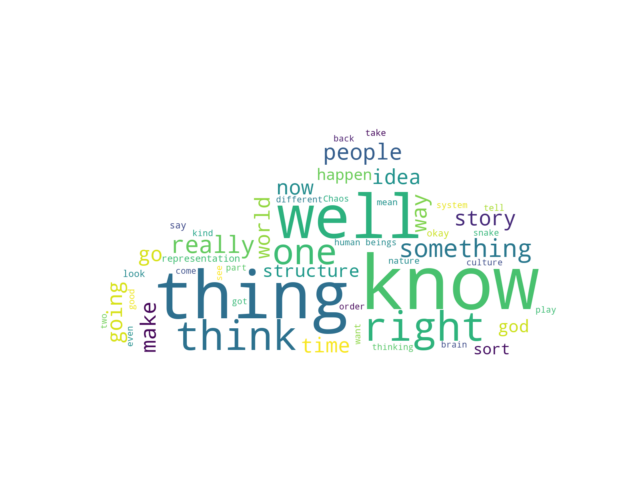 take
back
people
happen
idea
now
well
different
Chaos
mean
world
way
system
tell
story
say
kind
really
one
human beings
okay
snake
something
go
representation
structure
nature
culture
look
come
part
see
thing
know
going
good
make
got
order
right
play
two,
even
think
time
want
thinking
brain
sort
god